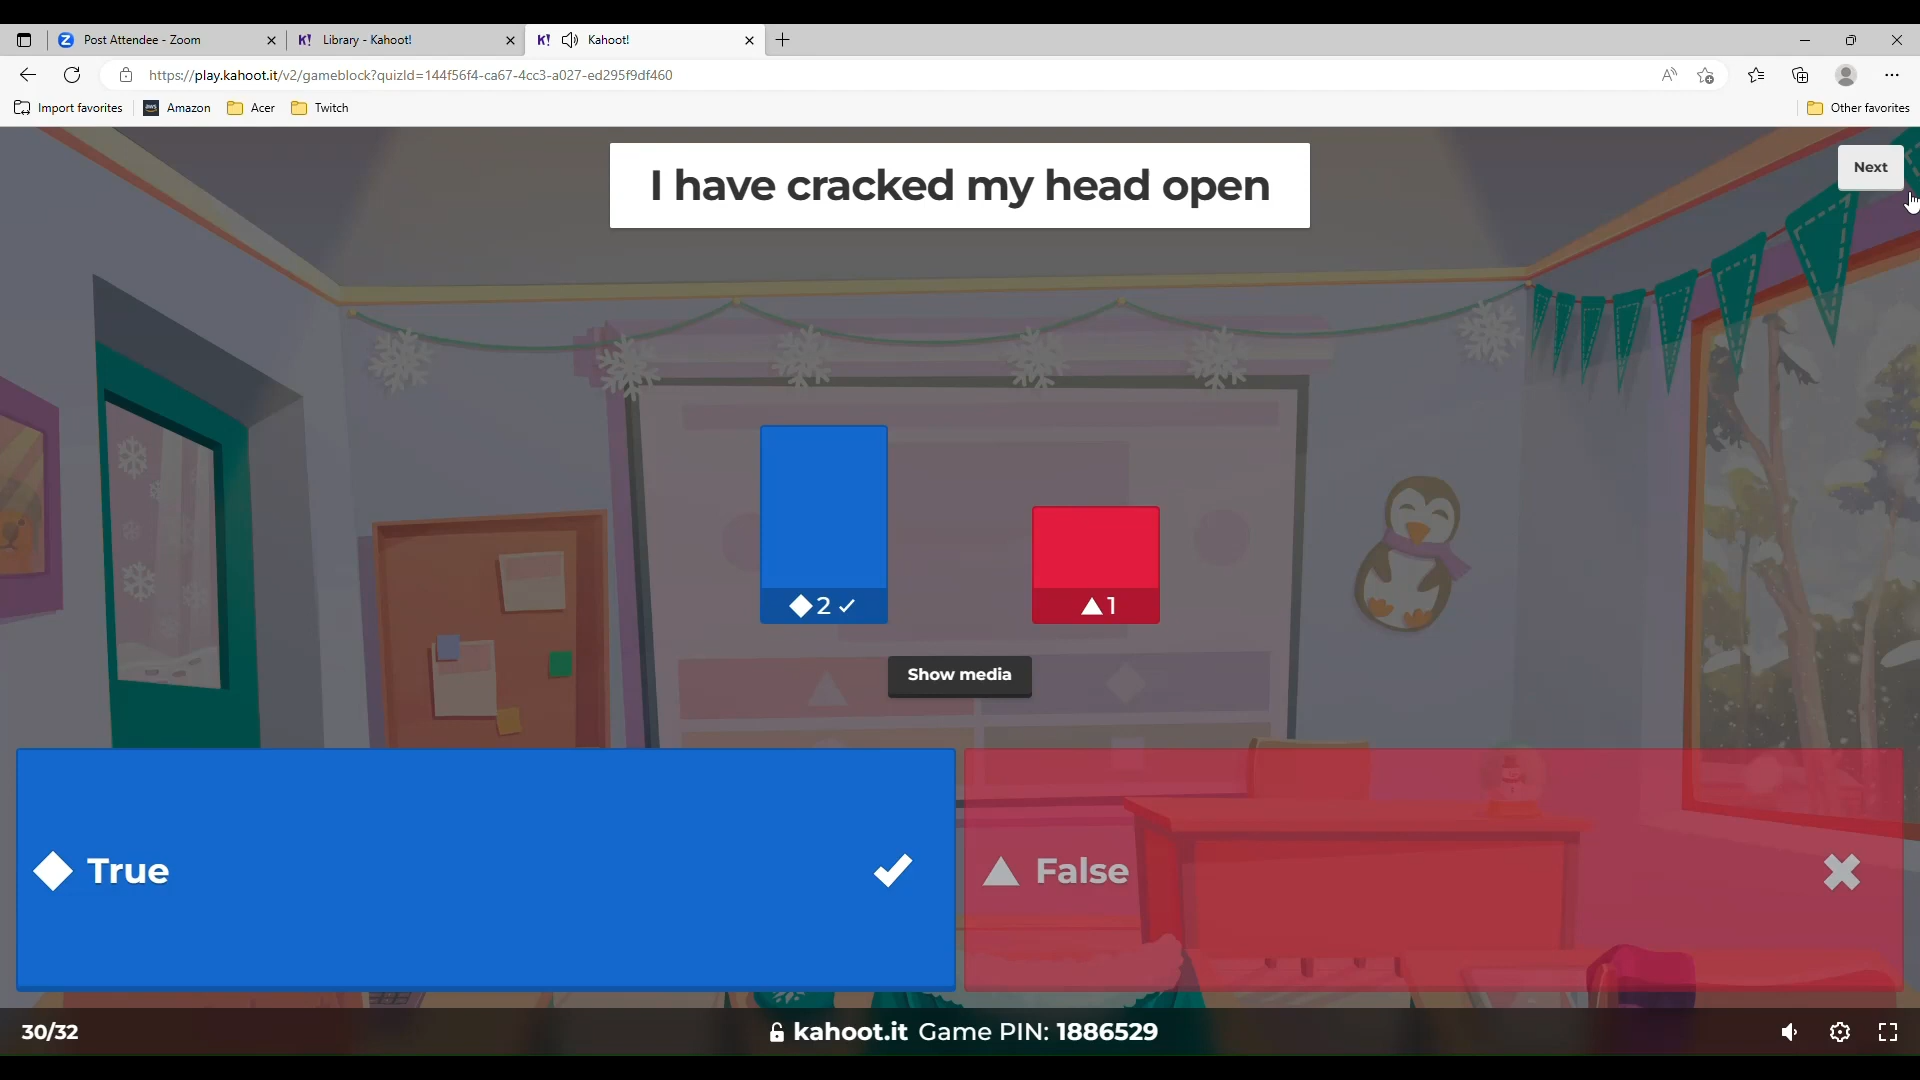 Post Attendee - Zoom
Library - Kahoot!
Kahoot!
https://play.kahoot.it/v2/gameblock?quizId=144f56f4-ca67-4cc3-a027-ed295f9df460
Import favorites
Amazon
Acer
Twitch
Other favorites
I have cracked my head open
Next
2
1
Show media
True
False
30/32
kahoot.it Game PIN: 1886529